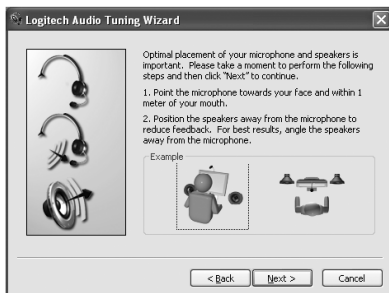 Logitech Audio Tuning Wizard
Optimal placement of your microphone and speakers is
important. Please take a moment to perform the following
steps and then click "Next" to continue.
1. Point the microphone towards your face and within 1
meter of your mouth.
2. Position the speakers away from the microphone to
reduce feedback. For best results, angle the speakers
away from the microphone.
Example
< Back
Next >
Cancel